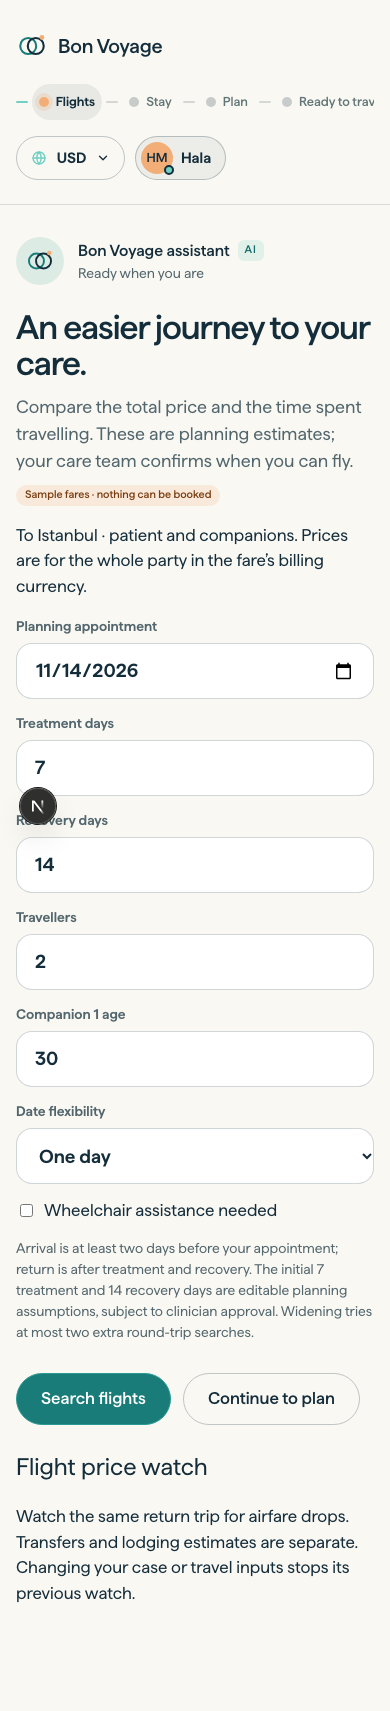 Bon Voyage
Flights
Stay
Plan
Ready to trav
USD
HM
Hala
Bon Voyage assistant AI
Ready when you are
An easier journey to your
care.
Compare the total price and the time spent
travelling. These are planning estimates;
your care team confirms when you can fly.
Sample fares · nothing can be booked
To Istanbul · patient and companions. Prices
are for the whole party in the fare's billing
currency.
Planning appointment
11/14/2026
Treatment days
7
N
Recovery days
14
Travellers
2
Companion 1 age
30
Date flexibility
One day
Wheelchair assistance needed
Arrival is at least two days before your appointment;
return is after treatment and recovery. The initial 7
treatment and 14 recovery days are editable planning
assumptions, subject to clinician approval. Widening tries
at most two extra round-trip searches.
Search flights
Continue to plan
Flight price watch
Watch the same return trip for airfare drops.
Transfers and lodging estimates are separate.
Changing your case or travel inputs stops its
previous watch.